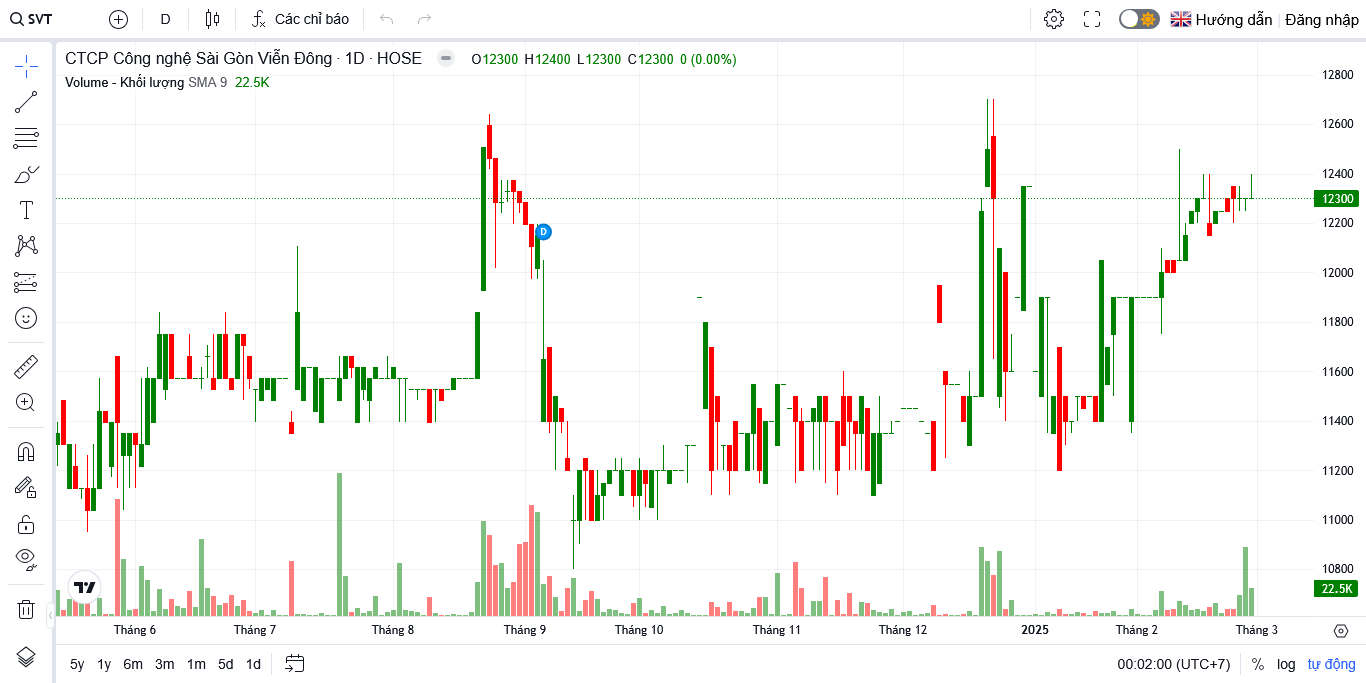 SVT D Các chỉ báo Hướng dẫn Đăng nhập
CTCP Công nghệ Sài Gòn Viễn Đông · 1D · HOSE O12300 H12400 L12300 C12300 0 (0.00%)
Volume - Khối lượng SMA 9 22.5K
12800
12600
12400
12300
12200
12000
11800
11600
11400
11200
11000
10800
22.5K
D
Tháng 6 Tháng 7 Tháng 8 Tháng 9 Tháng 10 Tháng 11 Tháng 12 2025 Tháng 2 Tháng 3
5y 1y 6m 3m 1m 5d 1d 00:02:00 (UTC+7) % log tự động